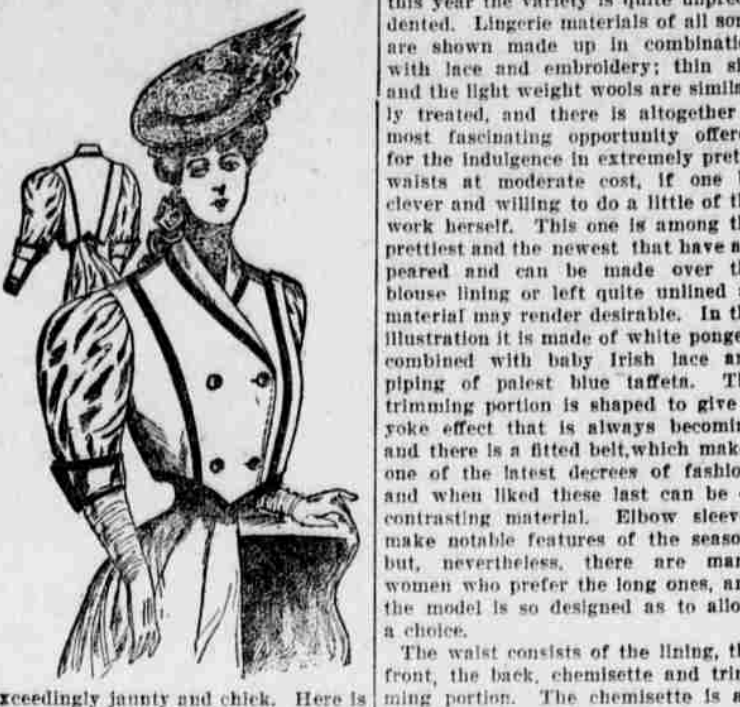 xceedingly jaunty and chick. Here is
this year the variety is quite unprec
dented. Lingerie materials of all sor
are shown made up in combinatio
with lace and embroidery; thin si
and the light weight wools are simila
ly treated, and there is altogether
most fascinating opportunity offere
for the indulgence in extremely prett
waists at moderate cost, if one
clever and willing to do a little of th
work herself. This one is among th
prettiest and the newest that have a
peared and can be made over th
blouse lining or left quite unlined
material may render desirable. In th
illustration it is made of white ponge
combined with baby Irish lace an
piping of palest blue taffeta. Th
trimming portion is shaped to give
yoke effect that is always becomin
and there is a fitted belt,which make
one of the latest decrees of fashio
and when liked these last can be
contrasting material. Elbow sleev
make notable features of the seaso
but, nevertheless, there are man
women who prefer the long ones, an
the model is so designed as to allo
a choice.
The waist consists of the lining, th
front, the back, chemisette and trim
ming portion. The chemisette is a